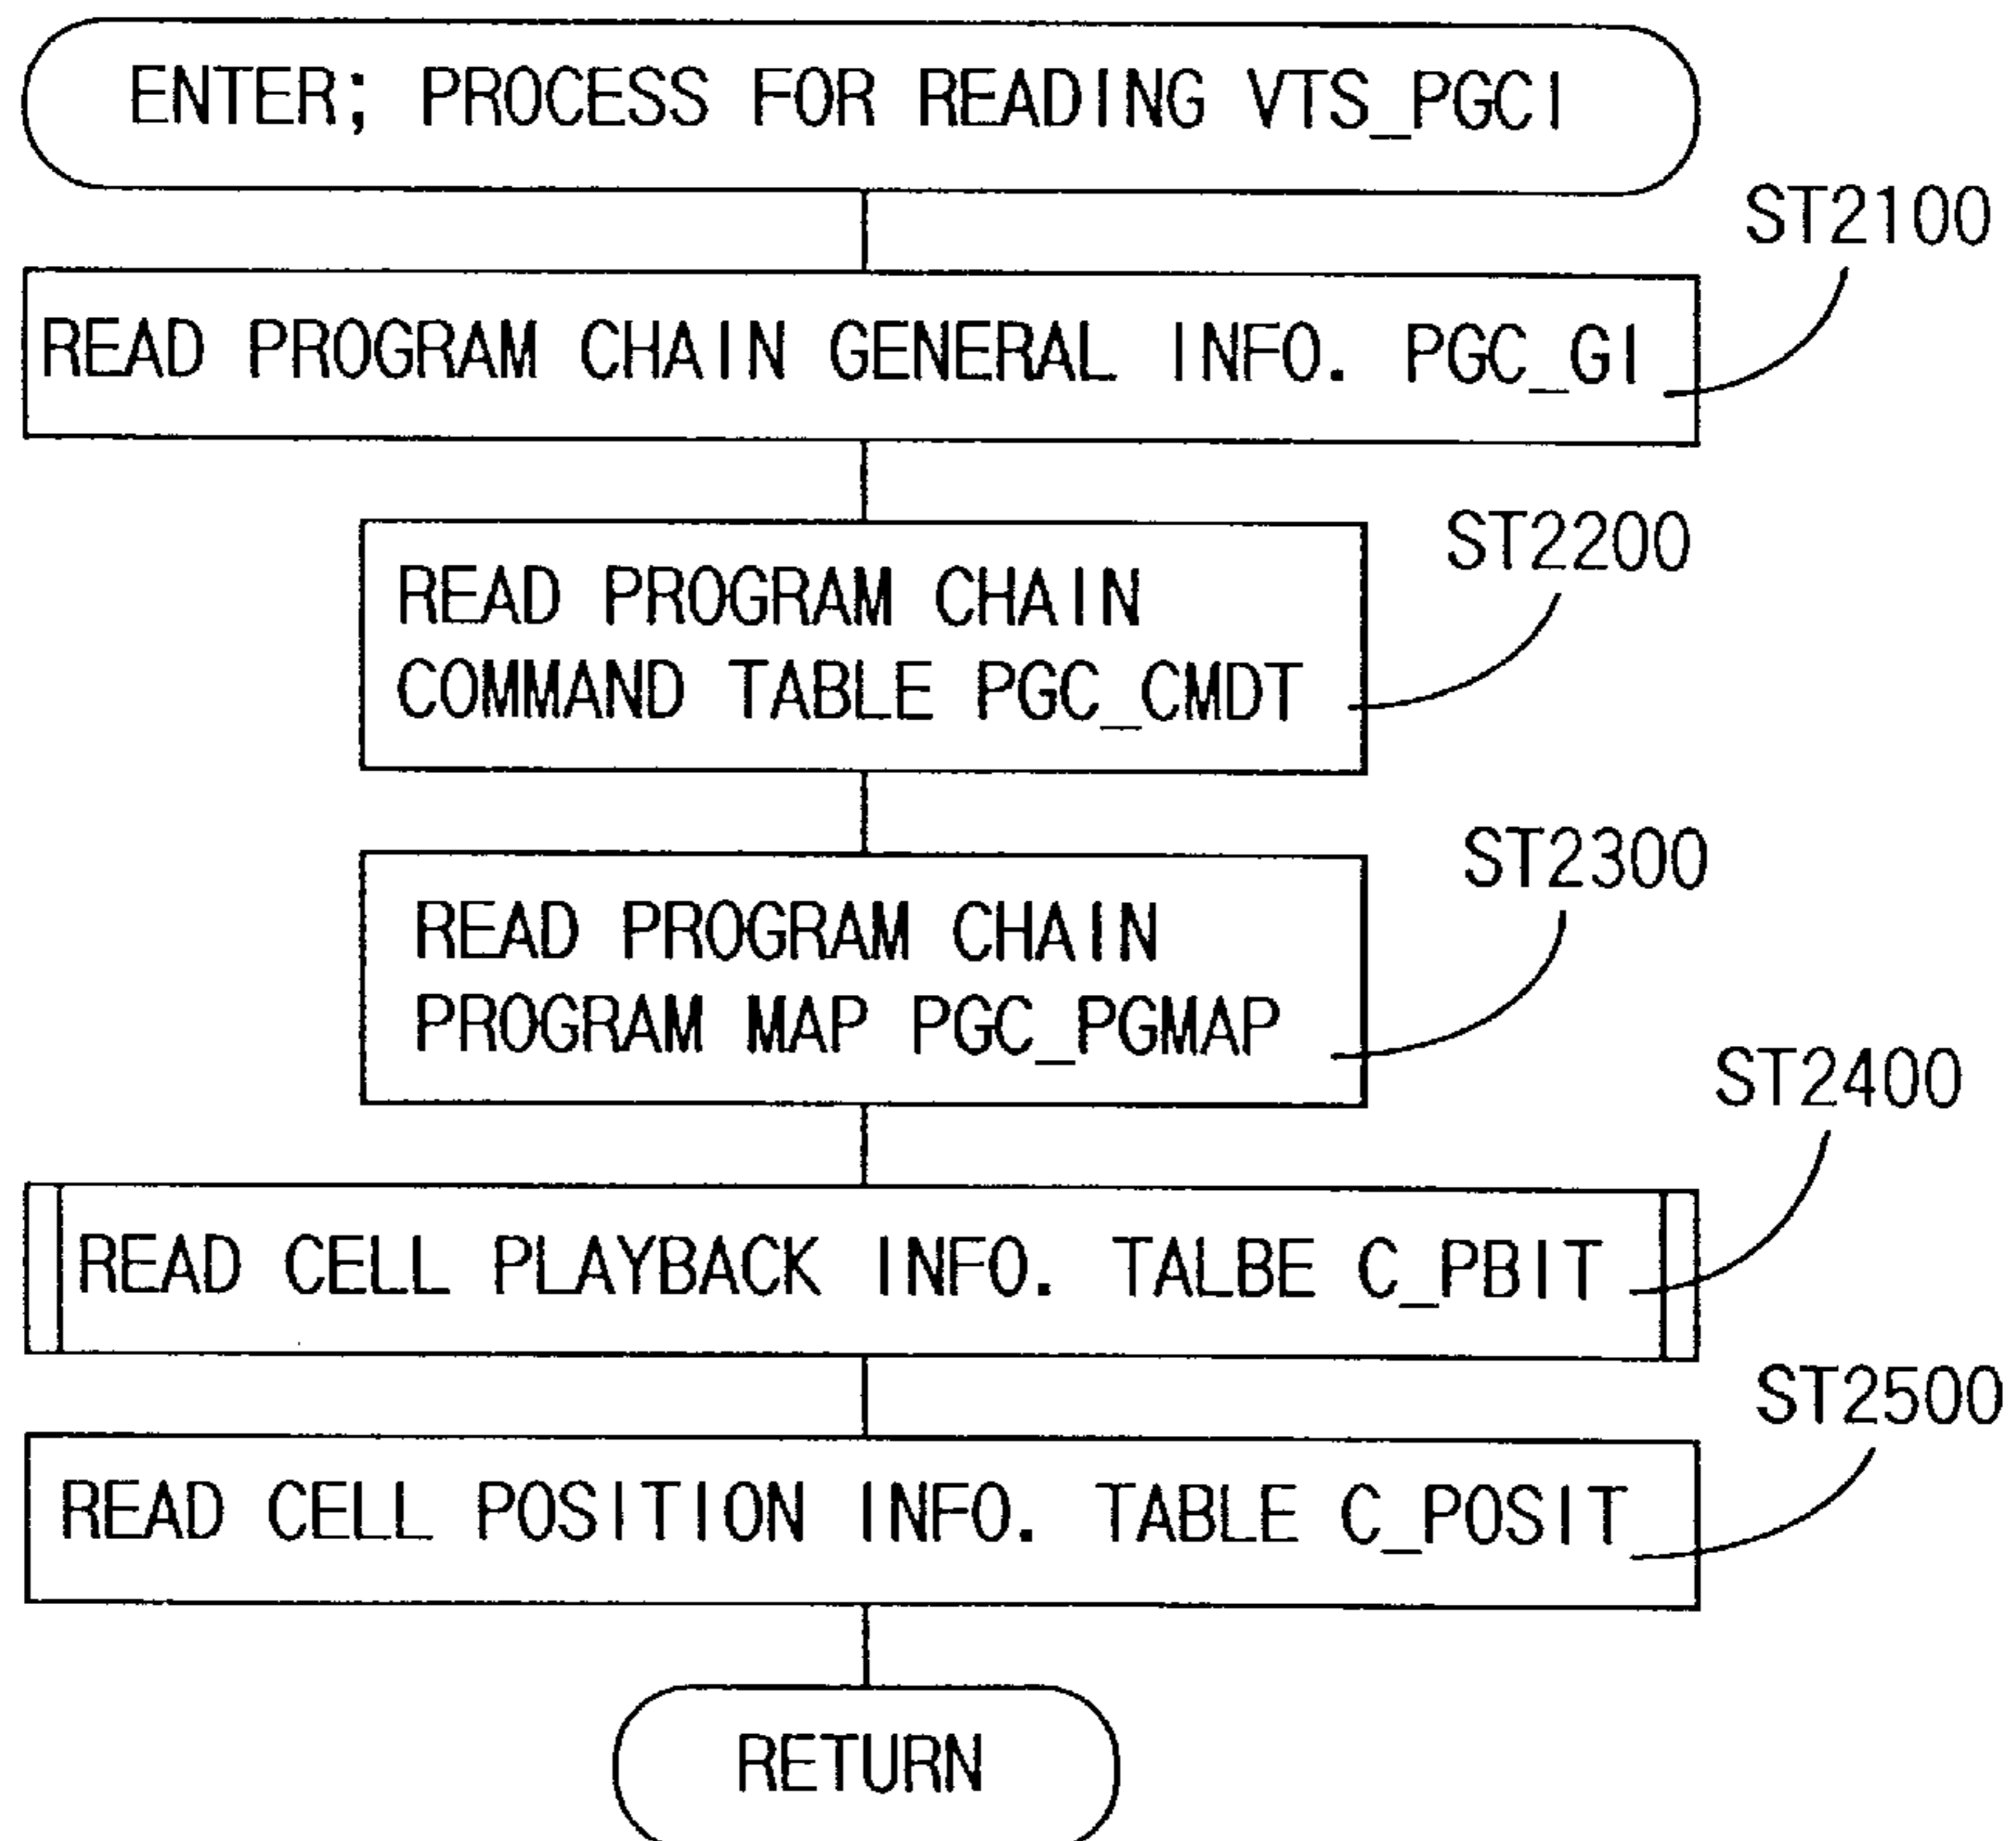 ENTER; PROCESS FOR READING VTS_PGCI
ST2100
READ PROGRAM CHAIN GENERAL INFO. PGC_GI
ST2200
READ PROGRAM CHAIN
COMMAND TABLE PGC_CMDT
ST2300
READ PROGRAM CHAIN
PROGRAM MAP PGC_PGMAP
ST2400
READ CELL PLAYBACK INFO. TALBE C_PBIT
ST2500
READ CELL POSITION INFO. TABLE C_POSIT
RETURN